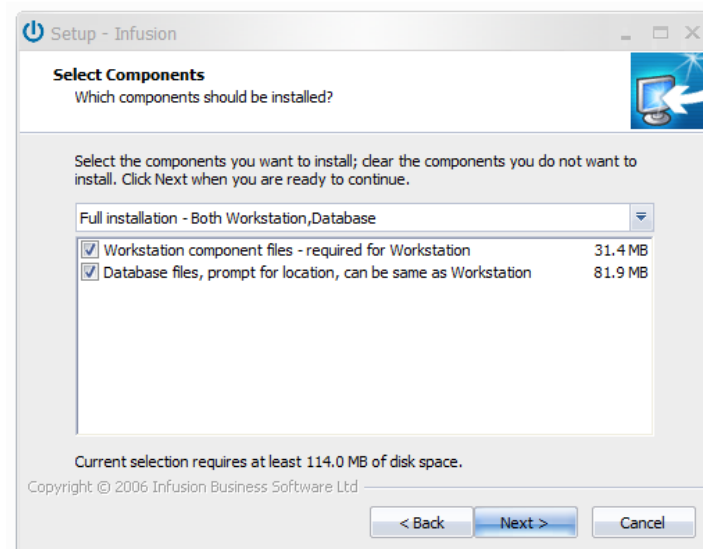 Setup - Infusion
Select Components
Which components should be installed?
Select the components you want to install; clear the components you do not want to
install. Click Next when you are ready to continue.
Full installation - Both Workstation,Database
Workstation component files - required for Workstation 31.4 MB
Database files, prompt for location, can be same as Workstation 81.9 MB
Current selection requires at least 114.0 MB of disk space.
Copyright © 2006 Infusion Business Software Ltd
< Back Next > Cancel